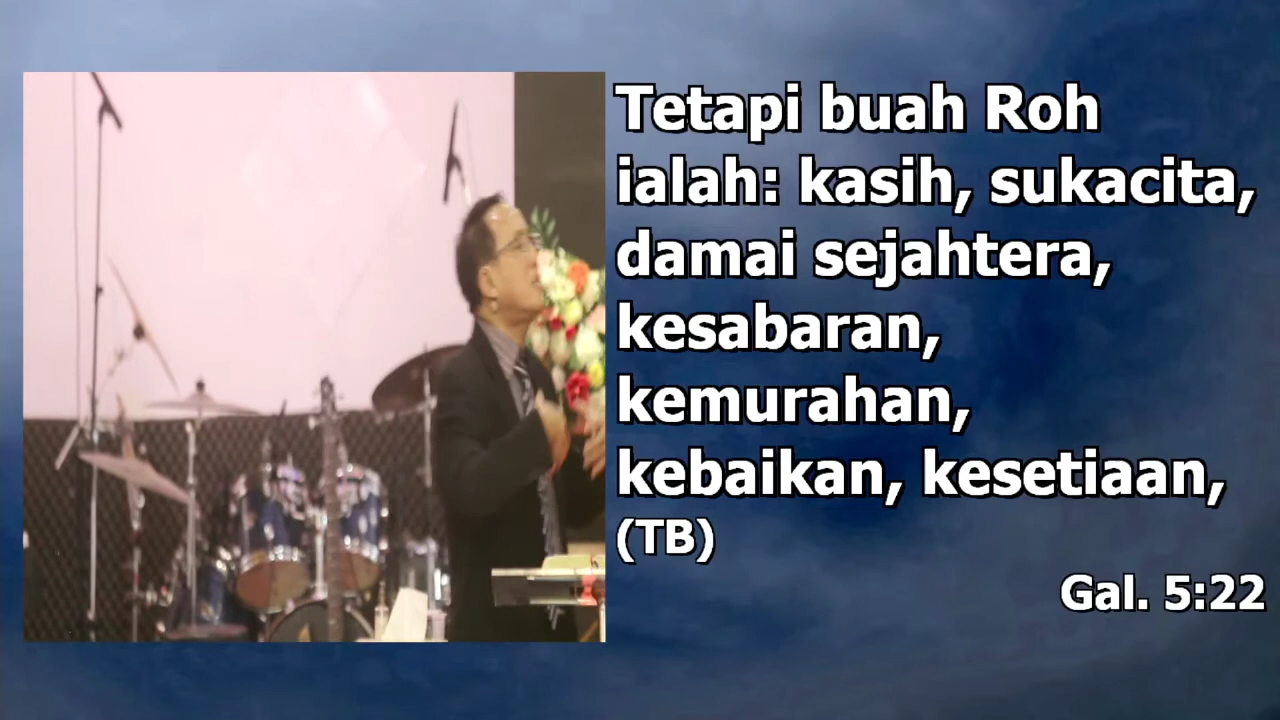 Tetapi buah Roh
ialah: kasih, sukacita,
damai sejahtera,
kesabaran,
kemurahan,
kebaikan, kesetiaan,
(TB)
Gal. 5:22